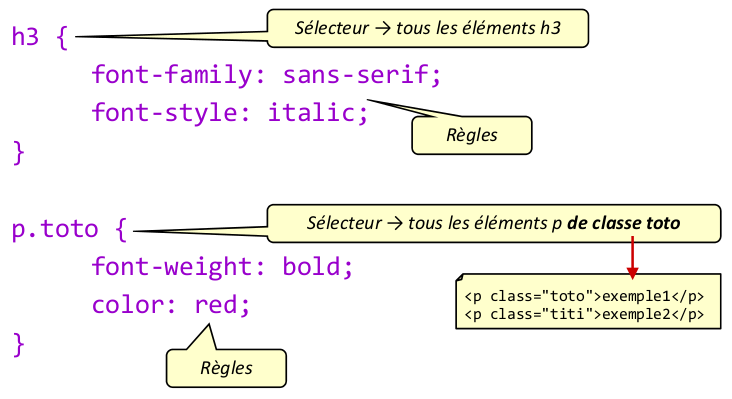 h3 {
Sélecteur → tous les éléments h3
font-family: sans-serif;
font-style: italic;
Règles
}
p.toto {
Sélecteur → tous les éléments p de classe toto
font-weight: bold;
color: red;
<p class="toto">exemple1</p>
<p class="titi">exemple2</p>
}
Règles